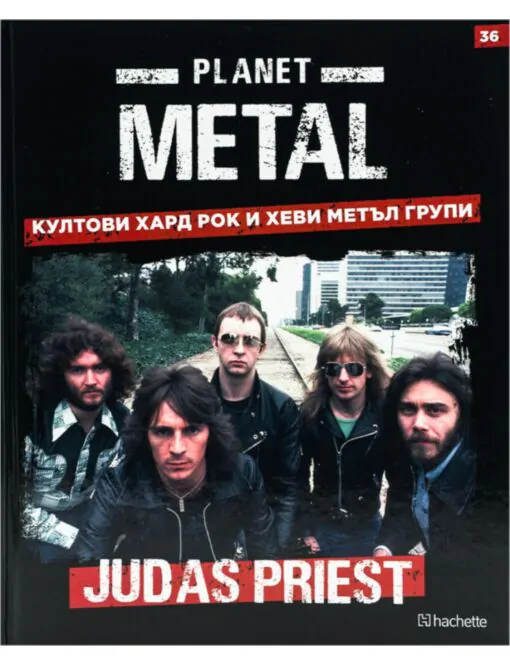 36
PLANET
METAL
КУЛТОВИ ХАРД РОК И ХЕВИ МЕТЪЛ ГРУПИ
JUDAS PRIEST
hachette